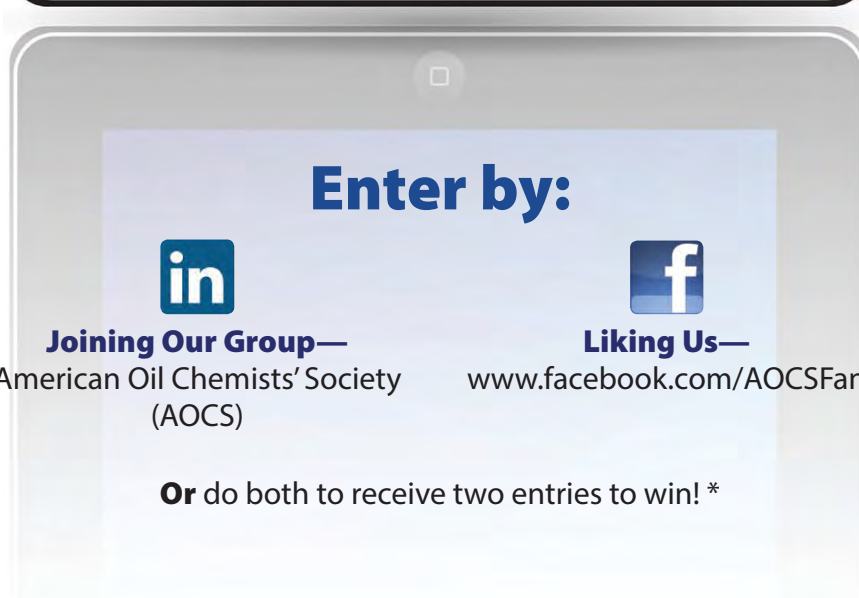 Enter by:
in
f
Joining Our Group—
American Oil Chemists’ Society
(AOCS)
Liking Us—
www.facebook.com/AOCSFan
Or do both to receive two entries to win! *